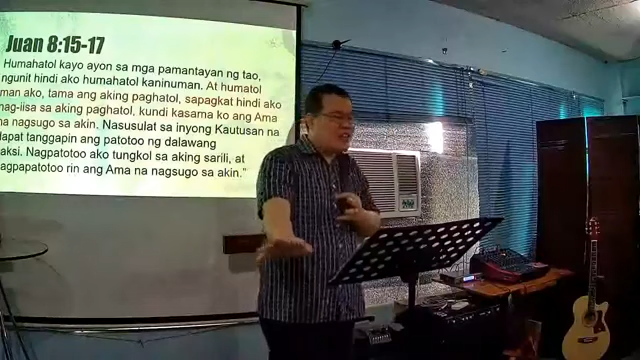 Juan 8:15-17
Humahatol kayo ayon sa mga pamantayan ng tao,
ngunit hindi ako humahatol kaninuman. At humatol
man ako, tama ang aking paghatol, sapagkat hindi ako
nag-iisa sa aking paghatol, kundi kasama ko ang Ama
na nagsugo sa akin. Nasusulat sa inyong Kautusan na
dapat tanggapin ang patotoo ng dalawang
aksi. Nagpatotoo ako tungkol sa aking sarili, at
agpapatotoo rin ang Ama na nagsugo sa akin.”